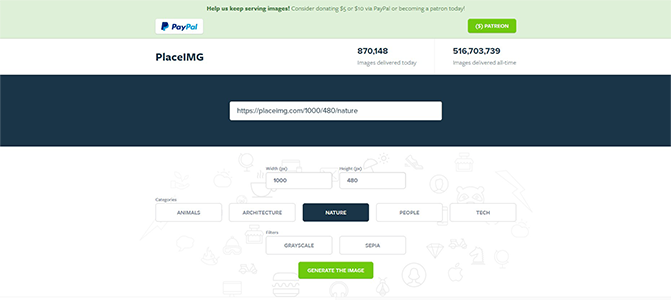 Help us keep serving images! Consider donating $5 or $10 via PayPal or becoming a patron today!
PayPal
($) PATREON
PlaceIMG
870,148
Images delivered today
516,703,739
Images delivered all-time
https://placeimg.com/1000/480/nature
Width (px)
Height (px)
1000
480
Categories
ANIMALS
ARCHITECTURE
NATURE
PEOPLE
TECH
Filters
GRAYSCALE
SEPIA
GENERATE THE IMAGE